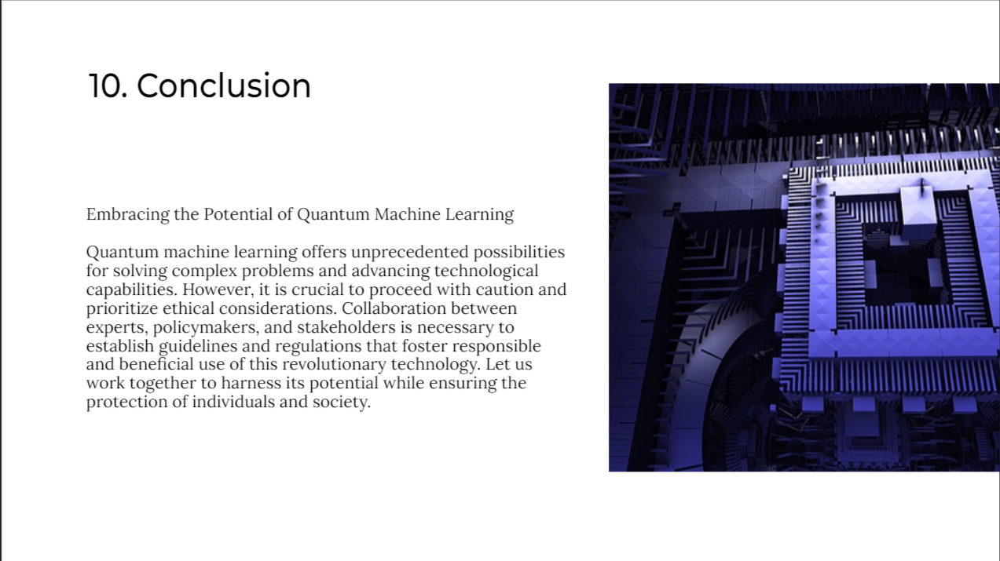 10. Conclusion
Embracing the Potential of Quantum Machine Learning
Quantum machine learning offers unprecedented possibilities
for solving complex problems and advancing technological
capabilities. However, it is crucial to proceed with caution and
prioritize ethical considerations. Collaboration between
experts, policymakers, and stakeholders is necessary to
establish guidelines and regulations that foster responsible
and beneficial use of this revolutionary technology. Let us
work together to harness its potential while ensuring the
protection of individuals and society.